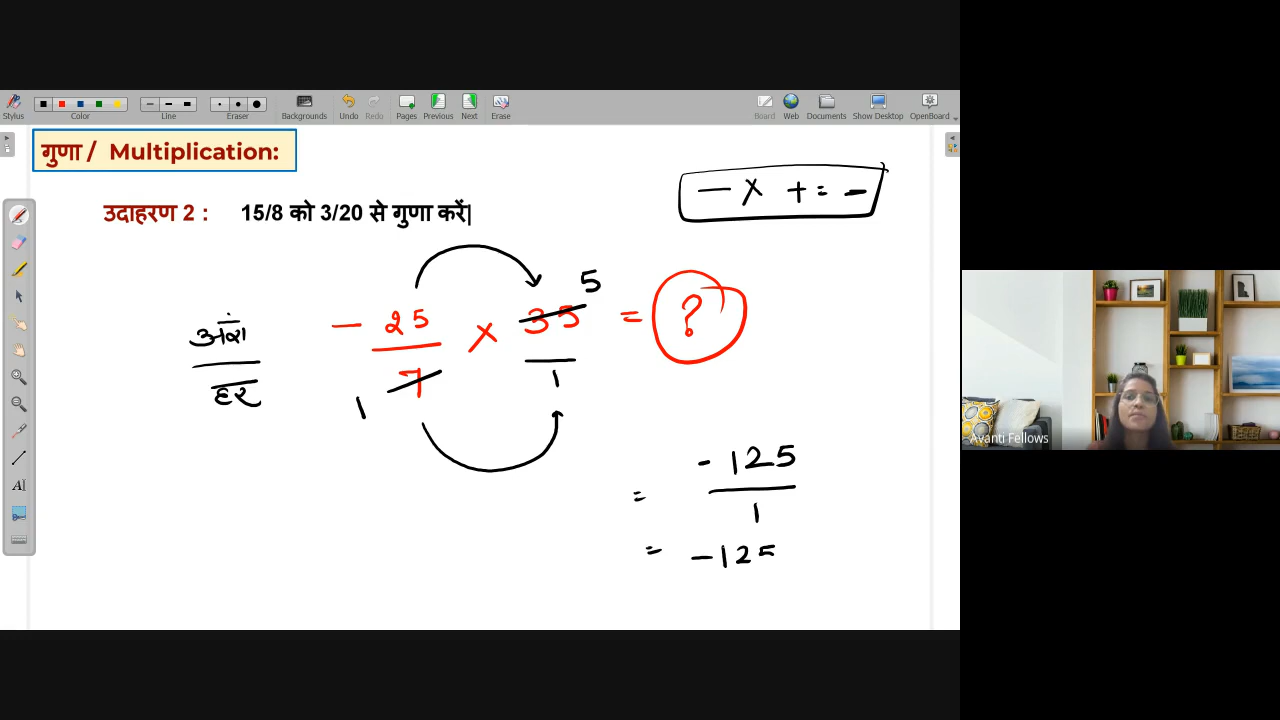 Stylus
Color
Line
Eraser
Backgrounds
Undo
Redo
Pages
Previous
Next
Erase
Board
Web
Documents
Show Desktop
OpenBoard
गुणा / Multiplication:
− × + = −
उदाहरण 2 : 15/8 को 3/20 से गुणा करें|
5
अंश
− 25 × 35 = ?
हर
1 7 1
Avanti Fellows
= -125
1
= -125